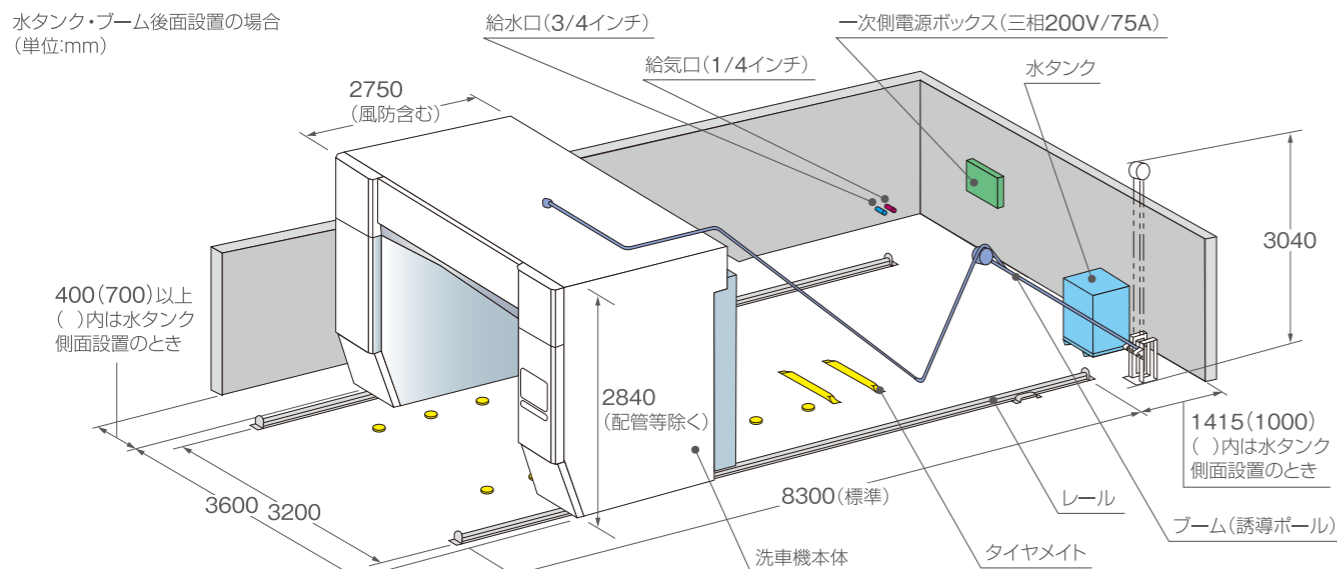 水タンク・ブーム後面設置の場合
(単位:mm)
給水口(3/4インチ)
一次側電源ボックス(三相200V/75A)
給気口(1/4インチ)
水タンク
2750
(風防含む)
3040
400(700)以上
( )内は水タンク
側面設置のとき
2840
(配管等除く)
1415(1000)
( )内は水タンク
側面設置のとき
8300(標準)
3600
3200
レール
ブーム(誘導ポール)
タイヤメイト
洗車機本体